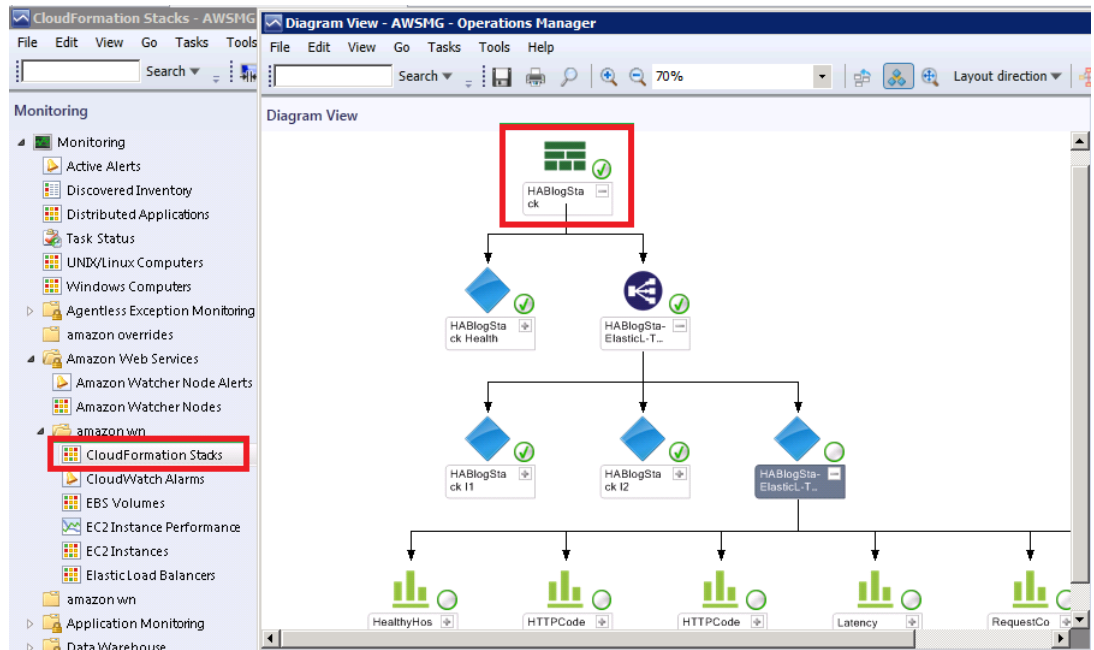 CloudFormation Stacks - AWSMG
File Edit View Go Tasks Tools
Search
Monitoring
Monitoring
Active Alerts
Discovered Inventory
Distributed Applications
Task Status
UNIX/Linux Computers
Windows Computers
Agentless Exception Monitoring
amazon overrides
Amazon Web Services
Amazon Watcher Node Alerts
Amazon Watcher Nodes
amazon wn
CloudFormation Stacks
CloudWatch Alarms
EBS Volumes
EC2 Instance Performance
EC2 Instances
Elastic Load Balancers
amazon wn
Application Monitoring
Data Warehouse
Diagram View - AWSMG - Operations Manager
File Edit View Go Tasks Tools Help
Search 70% Layout direction
Diagram View
HABlogSta
ck
HABlogSta
ck Health
HABlogSta-
ElasticL-T...
HABlogSta
ck I1
HABlogSta
ck I2
HABlogSta-
ElasticL-T...
HealthyHos
HTTPCode
HTTPCode
Latency
RequestCo